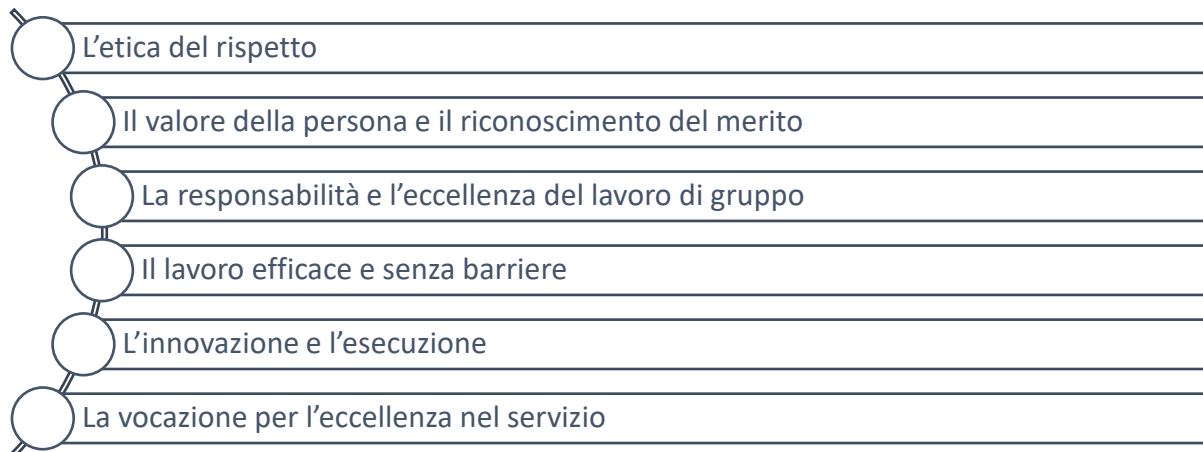 L’etica del rispetto
Il valore della persona e il riconoscimento del merito
La responsabilità e l’eccellenza del lavoro di gruppo
Il lavoro efficace e senza barriere
L’innovazione e l’esecuzione
La vocazione per l’eccellenza nel servizio